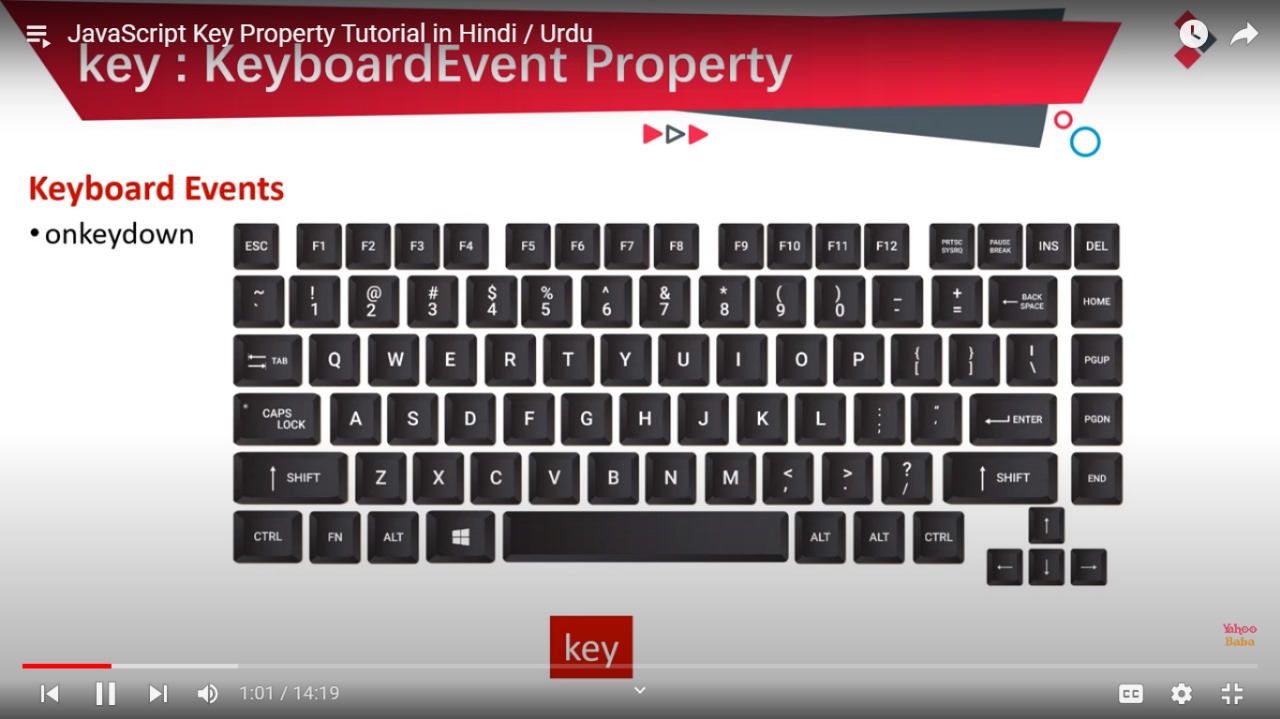 JavaScript Key Property Tutorial in Hindi / Urdu
key : KeyboardEvent Property
Keyboard Events
• onkeydown
ESC F1 F2 F3 F4 F5 F6 F7 F8 F9 F10 F11 F12 PRTSC SYSRQ PAUSE BREAK INS DEL
~ ` ! 1 @ 2 # 3 $ 4 % 5 ^ 6 & 7 * 8 ( 9 ) 0 _ - + = ← BACK SPACE HOME
TAB Q W E R T Y U I O P { [ } ] | \ PGUP
CAPS LOCK A S D F G H J K L : ; " ' ENTER PGDN
↑ SHIFT Z X C V B N M < , > . ? / ↑ SHIFT END
CTRL FN ALT ALT ALT CTRL ↑
← ↓ →
key
Yahoo
Baba
1:01 / 14:19
CC